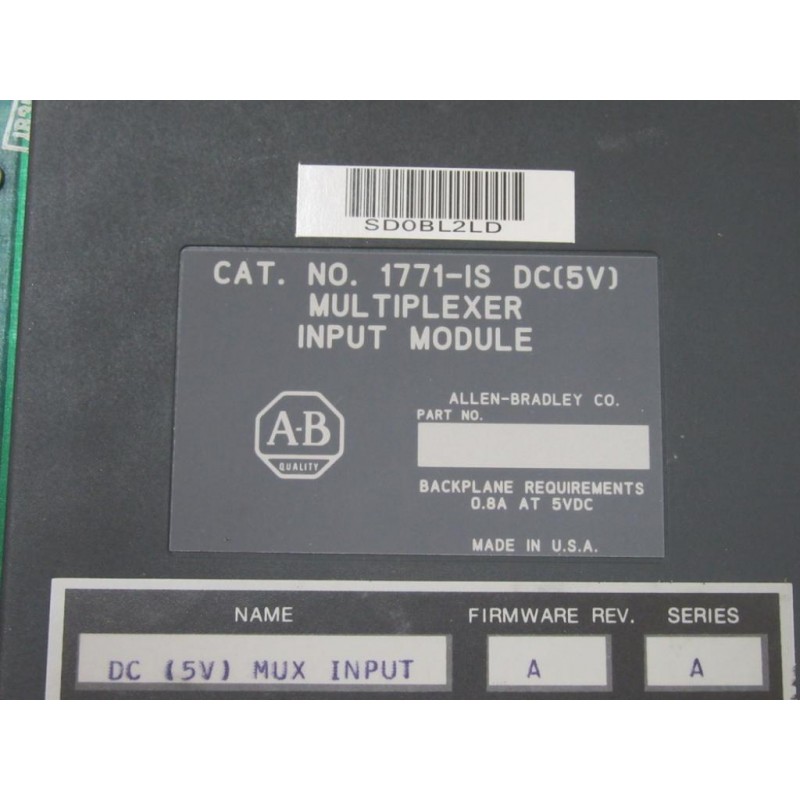 SD0BL2LD
CAT. NO. 1771-IS DC(5V)
MULTIPLEXER
INPUT MODULE
A-B
QUALITY
ALLEN-BRADLEY CO.
PART NO.
BACKPLANE REQUIREMENTS
0.8A AT 5VDC
MADE IN U.S.A.
NAME FIRMWARE REV. SERIES
DC (5V) MUX INPUT A A